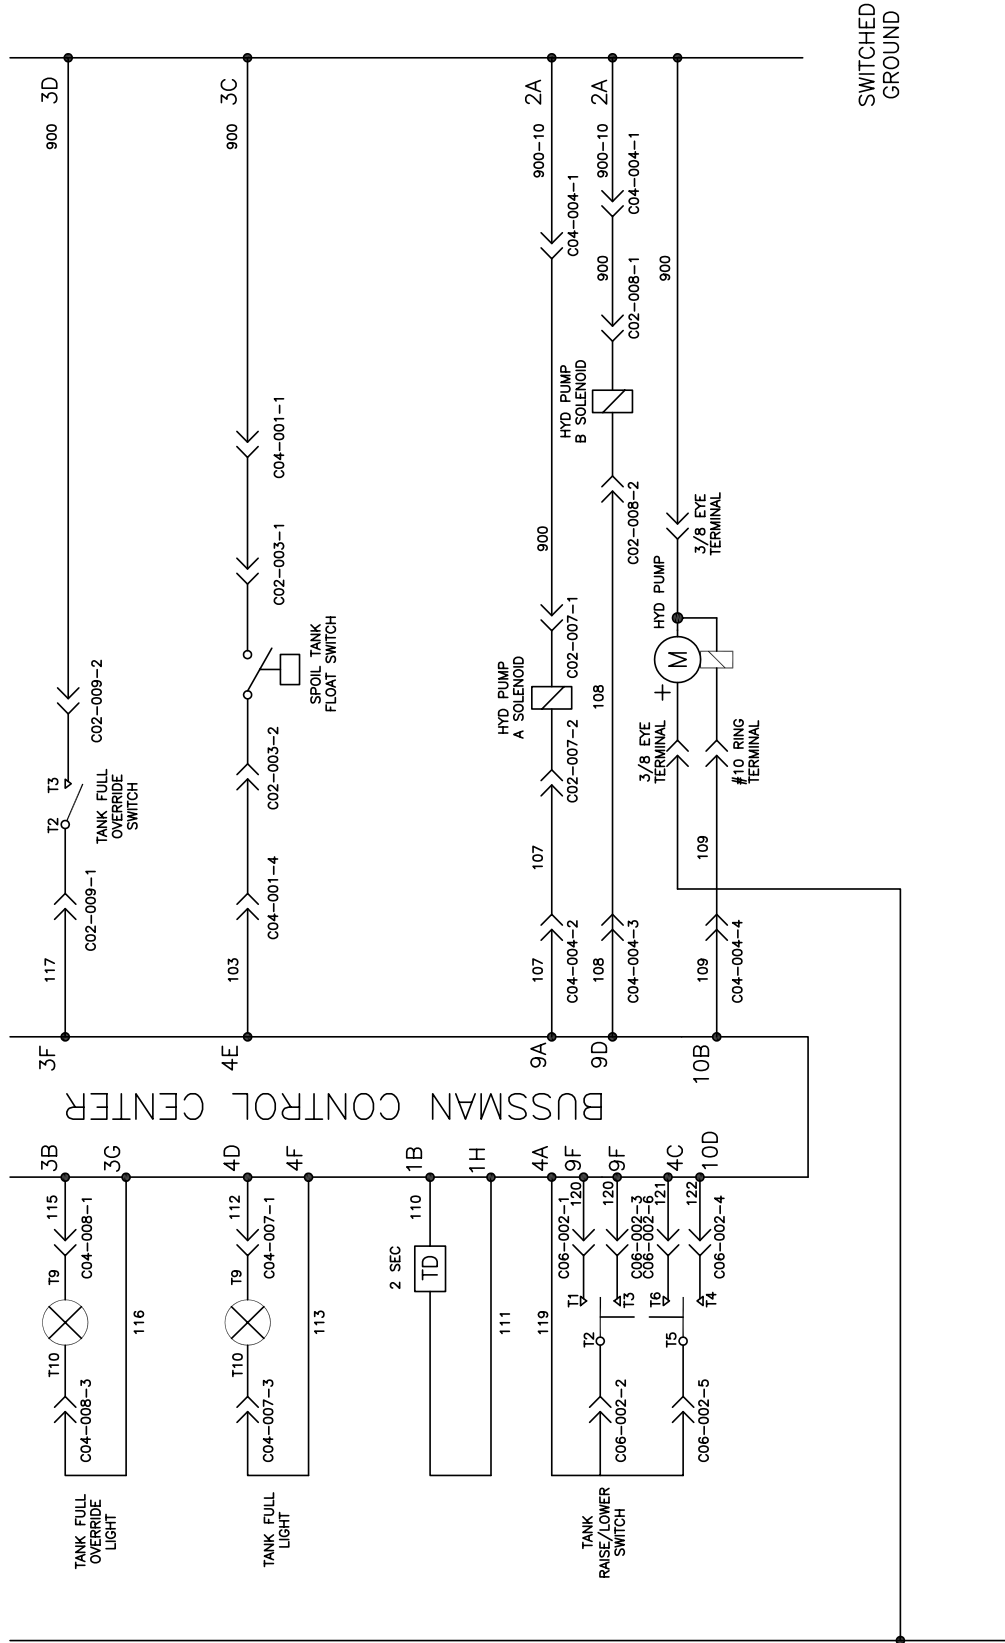 TANK FULL
OVERRIDE
LIGHT
C04-008-3
T10
T9
C04-008-1
115
3B
116
3G
3F
117
C02-009-1
T2
T3
TANK FULL
OVERRIDE
SWITCH
C02-009-2
900
3D
TANK FULL
LIGHT
C04-007-3
T10
T9
C04-007-1
112
4D
113
4F
4E
103
C04-001-4
C02-003-2
SPOIL TANK
FLOAT SWITCH
C02-003-1
C04-001-1
900
3C
2 SEC
TD
110
1B
111
1H
BUSSMAN CONTROL CENTER
TANK
RAISE/LOWER
SWITCH
119
4A
C06-002-2
T2
T1
C06-002-1
120
9F
T3
C06-002-3
120
9F
C06-002-5
T5
T6
C06-002-6
121
4C
T4
C06-002-4
122
10D
9A
107
C04-004-2
107
C02-007-2
HYD PUMP
A SOLENOID
C02-007-1
900
C04-004-1
900-10
2A
9D
108
C04-004-3
108
C02-008-2
HYD PUMP
B SOLENOID
C02-008-1
900
C04-004-1
900-10
2A
10B
109
C04-004-4
109
#10 RING
TERMINAL
3/8 EYE
TERMINAL
+
M
HYD PUMP
3/8 EYE
TERMINAL
900
SWITCHED
GROUND